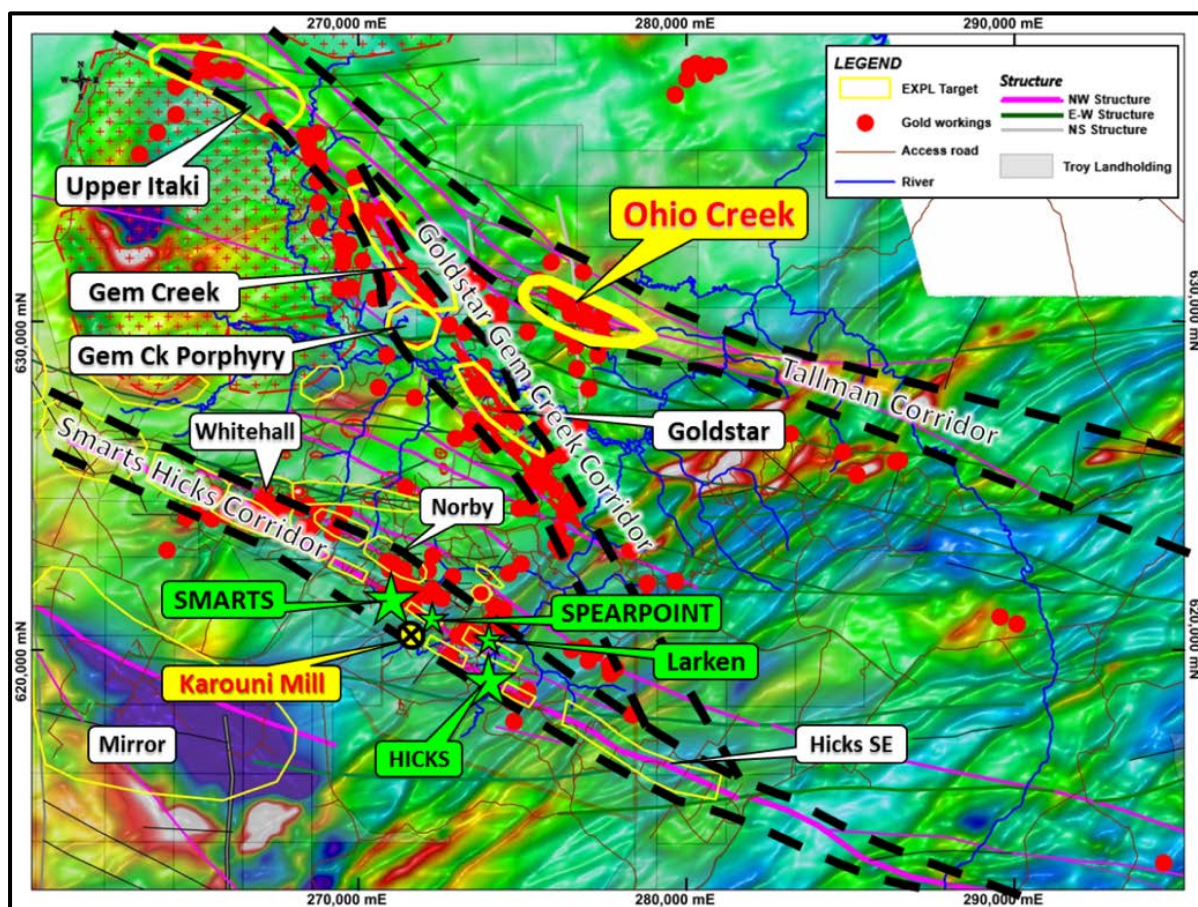 270,000 mE
280,000 mE
290,000 mE
N
W
E
S
LEGEND
EXPL Target
Gold workings
Access road
River
Structure
NW Structure
E-W Structure
NS Structure
Troy Landholding
Upper Itaki
Ohio Creek
Gem Creek
Goldstar Gem Creek Corridor
630,000 mN
630,000 mN
Gem Ck Porphyry
Tallman Corridor
Goldstar
Whitehall
Smarts Hicks Corridor
Norby
SMARTS
SPEARPOINT
620,000 mN
620,000 mN
Larken
Karouni Mill
Mirror
HICKS
Hicks SE
270,000 mE
280,000 mE
290,000 mE